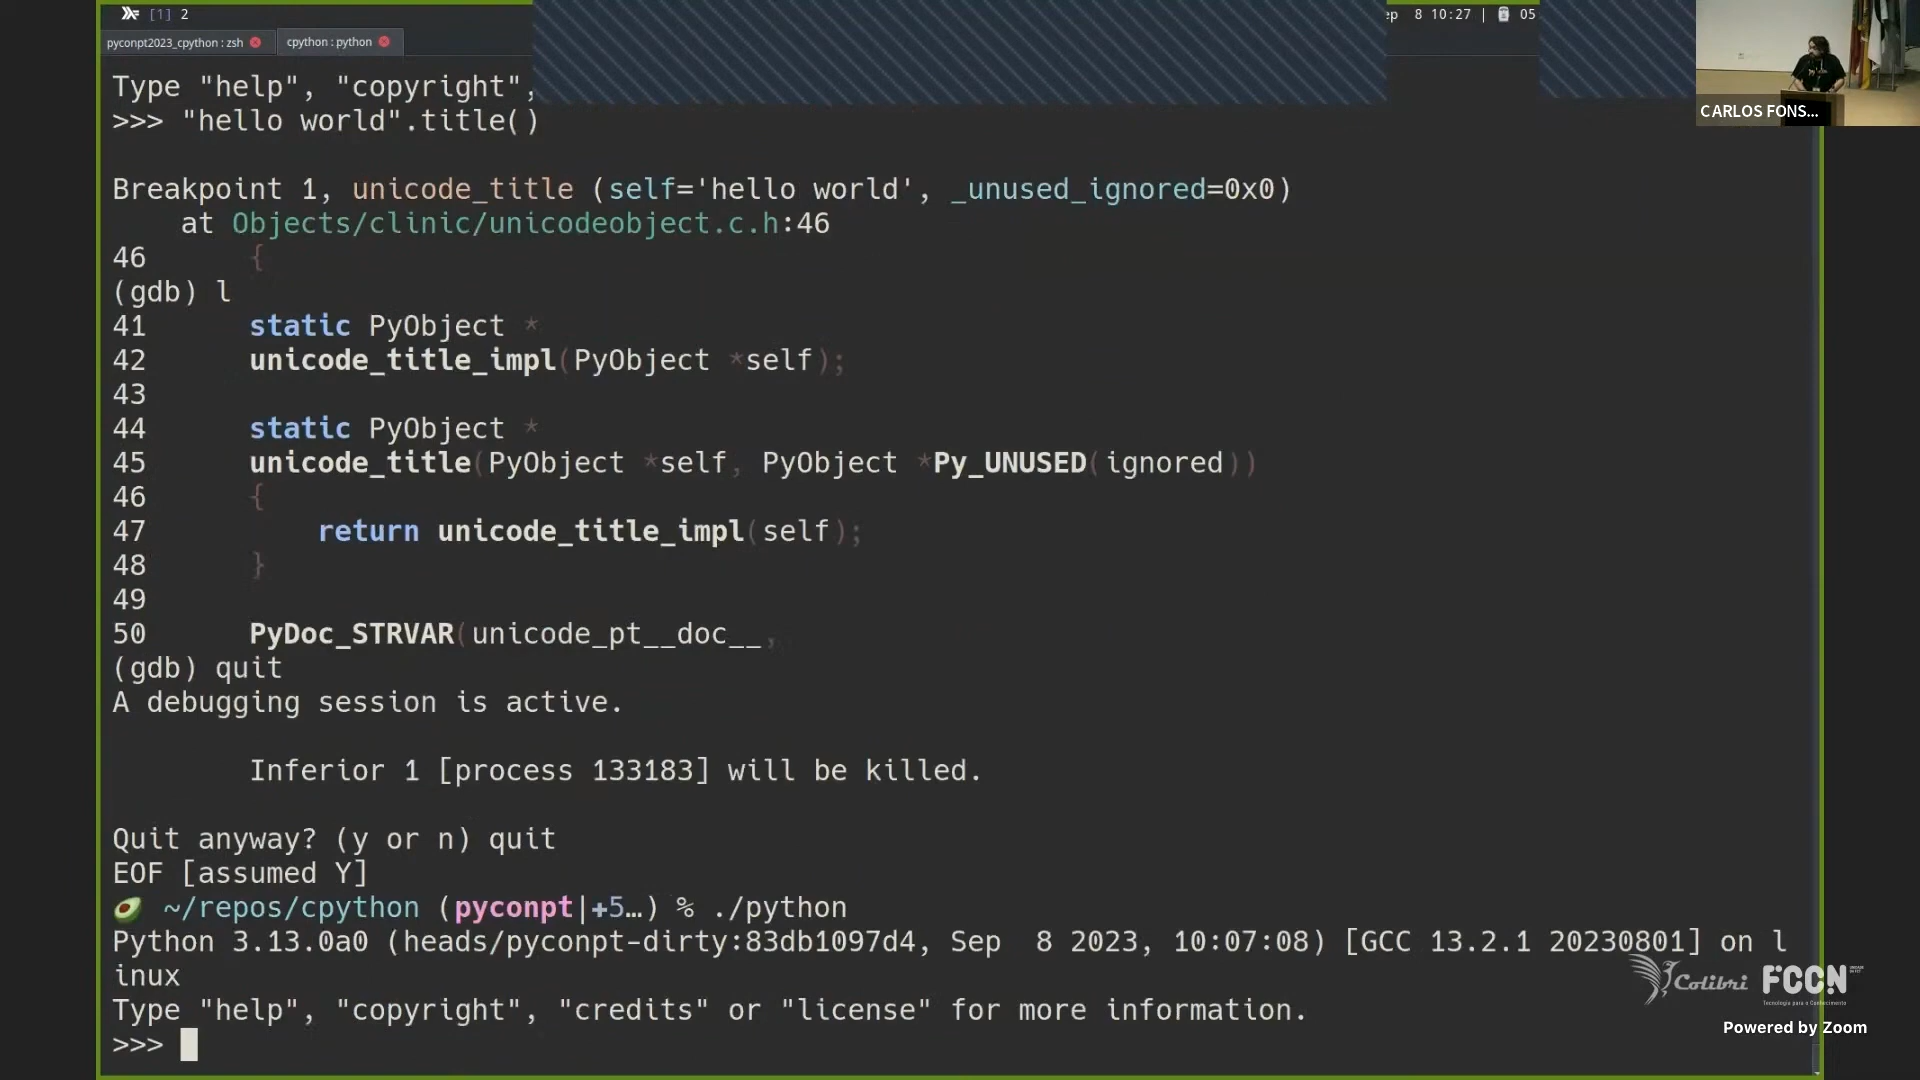 [1] 2
ep 8 10:27 | 05
pyconpt2023_cpython : zsh
cpython : python
Type "help", "copyright",
>>> "hello world".title()
CARLOS FONS...
Breakpoint 1, unicode_title (self='hello world', _unused_ignored=0x0)
at Objects/clinic/unicodeobject.c.h:46
46 {
(gdb) l
41 static PyObject *
42 unicode_title_impl(PyObject *self);
43
44 static PyObject *
45 unicode_title(PyObject *self, PyObject *Py_UNUSED(ignored))
46 {
47 return unicode_title_impl(self);
48 }
49
50 PyDoc_STRVAR(unicode_pt__doc__,
(gdb) quit
A debugging session is active.
Inferior 1 [process 133183] will be killed.
Quit anyway? (y or n) quit
EOF [assumed Y]
~/repos/cpython (pyconpt|+5…) % ./python
Python 3.13.0a0 (heads/pyconpt-dirty:83db1097d4, Sep  8 2023, 10:07:08) [GCC 13.2.1 20230801] on l
inux
Colibri FCCN
Type "help", "copyright", "credits" or "license" for more information.
Powered by Zoom
>>>